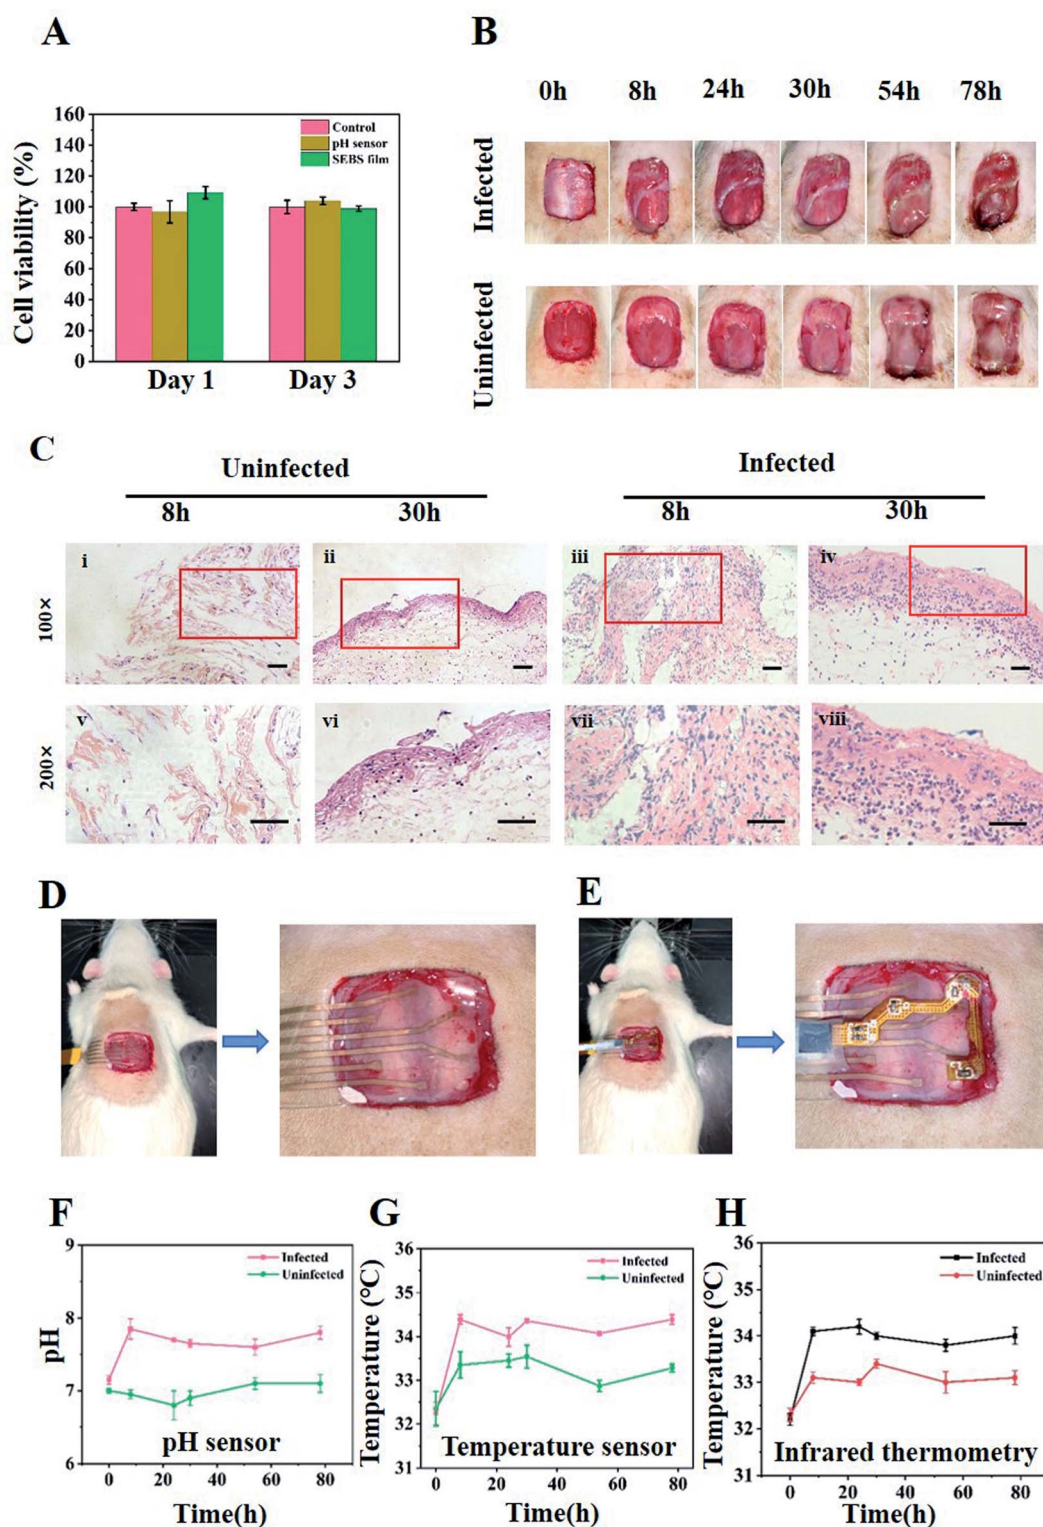 A
160
140
120
100
80
60
40
20
0
Cell viability (%)
Control
pH sensor
SEBS film
Day 1 Day 3
B
0h 8h 24h 30h 54h 78h
Infected
Uninfected
C
Uninfected Infected
8h 30h 8h 30h
100×
i ii iii iv
200×
v vi vii viii
D E
F
9
8
7
6
pH
Infected
Uninfected
pH sensor
0 20 40 60 80
Time(h)
G
36
35
34
33
32
31
Temperature (°C)
Infected
Uninfected
Temperature sensor
0 20 40 60 80
Time(h)
H
36
35
34
33
32
31
Temperature (°C)
Infected
Uninfected
Infrared thermometry
0 20 40 60 80
Time(h)